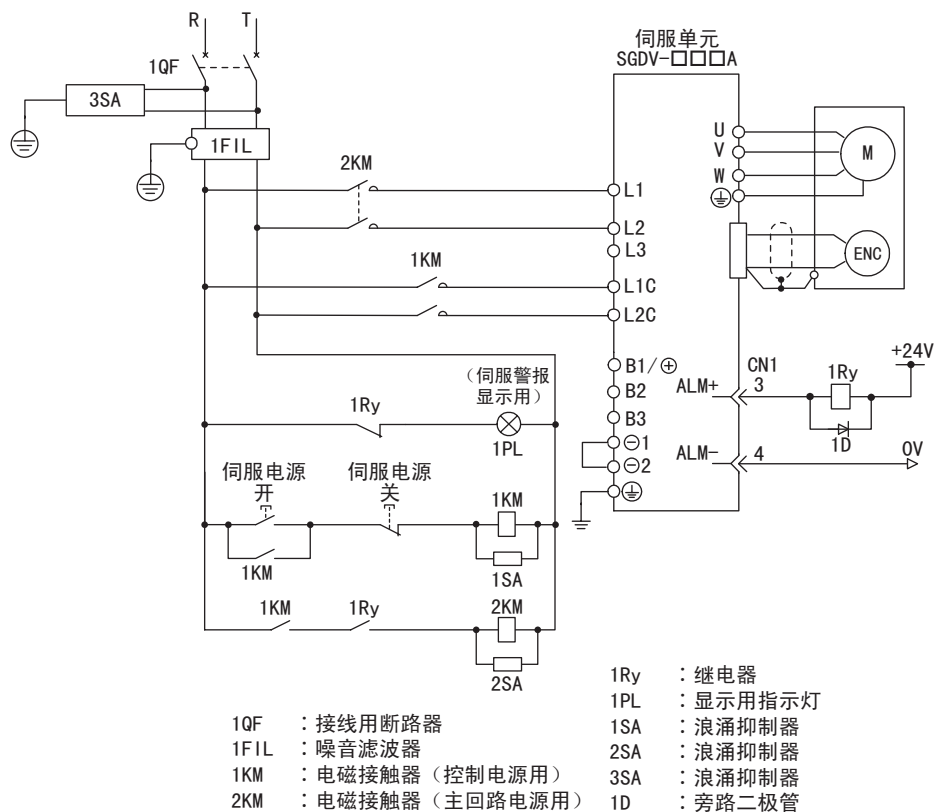 R
T
1QF
3SA
1FIL
伺服单元
SGDV-□□□A
U
V
W
M
ENC
2KM
L1
L2
L3
1KM
L1C
L2C
B1/⊕
B2
B3
⊖1
⊖2
CN1
ALM+
3
1Ry
+24V
1D
ALM-
4
0V
(伺服警报
显示用)
1Ry
1PL
伺服电源
开
伺服电源
关
1KM
1KM
1SA
1KM
1Ry
2KM
2SA
1QF :接线用断路器
1FIL :噪音滤波器
1KM :电磁接触器(控制电源用)
2KM :电磁接触器(主回路电源用)
1Ry :继电器
1PL :显示用指示灯
1SA :浪涌抑制器
2SA :浪涌抑制器
3SA :浪涌抑制器
1D :旁路二极管